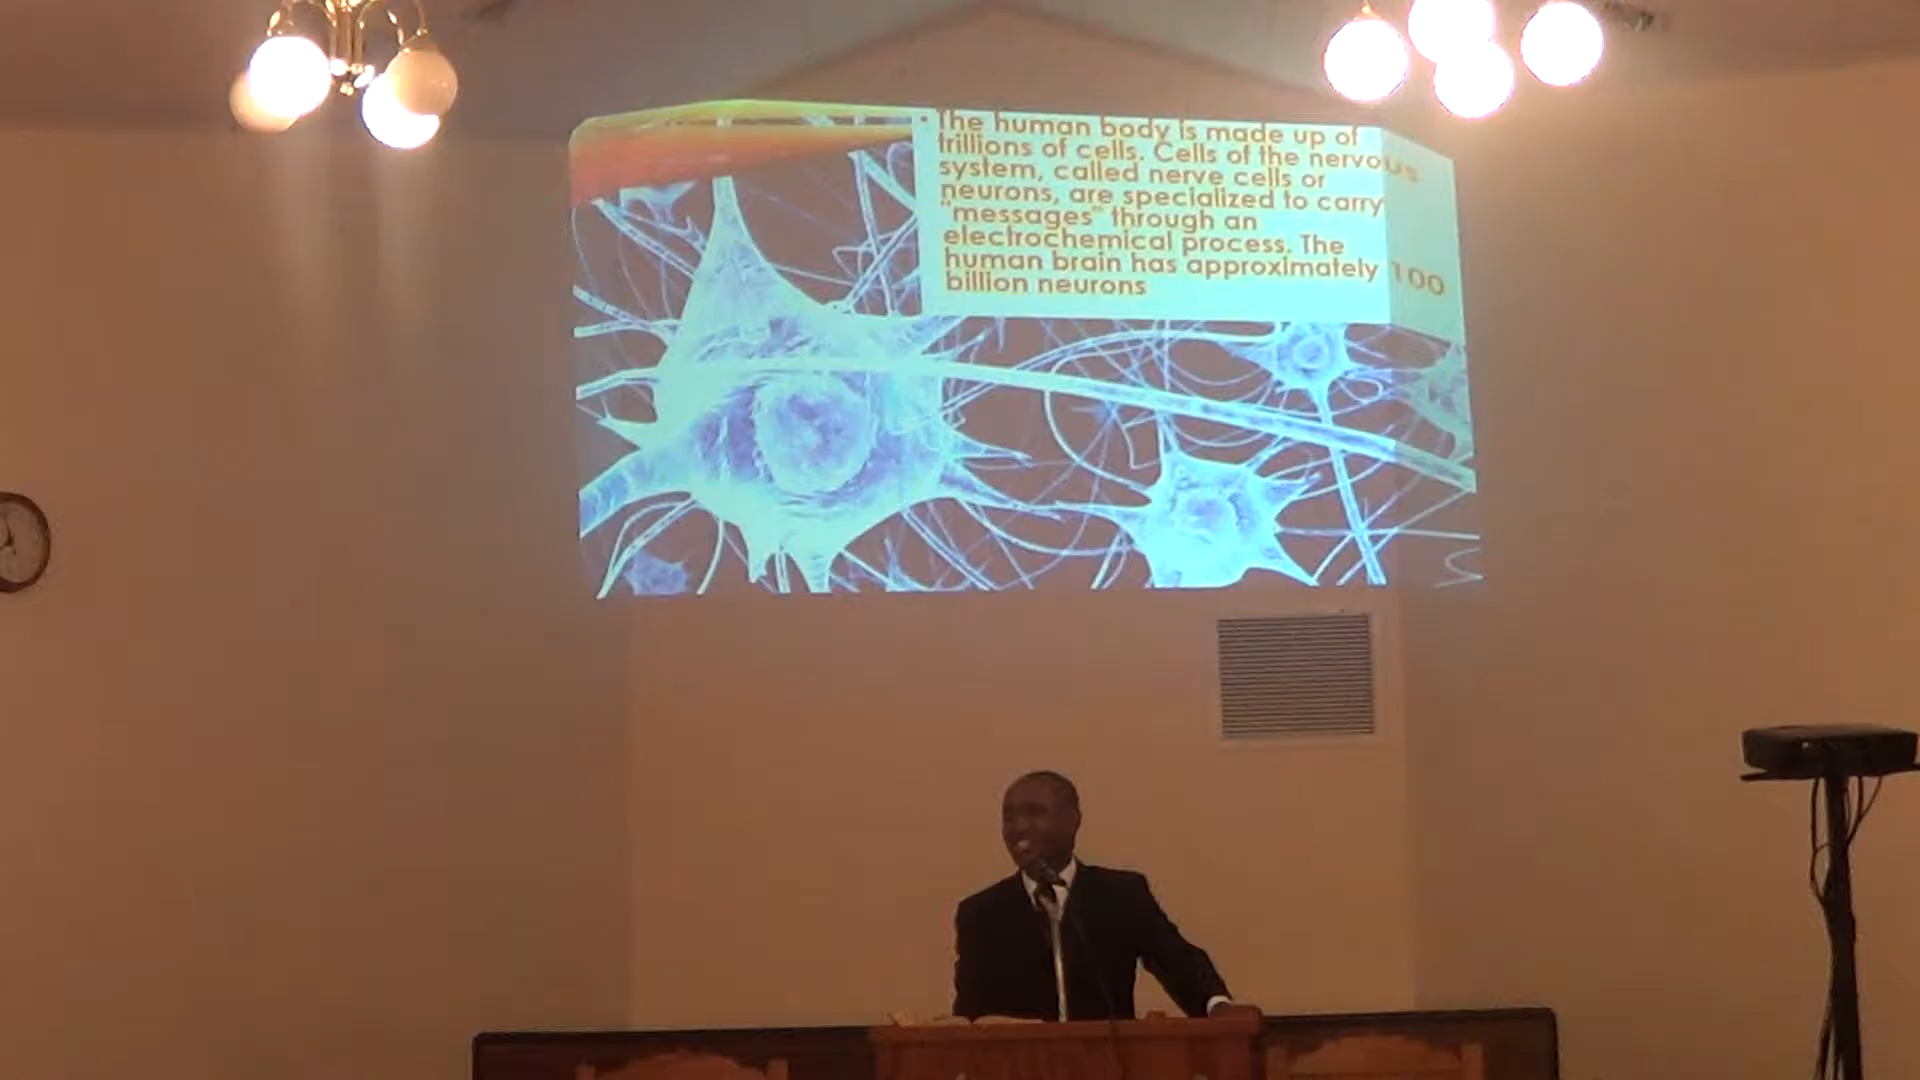 • The human body is made up of
trillions of cells. Cells of the nervous
system, called nerve cells or
neurons, are specialized to carry
"messages" through an
electrochemical process. The
human brain has approximately 100
billion neurons